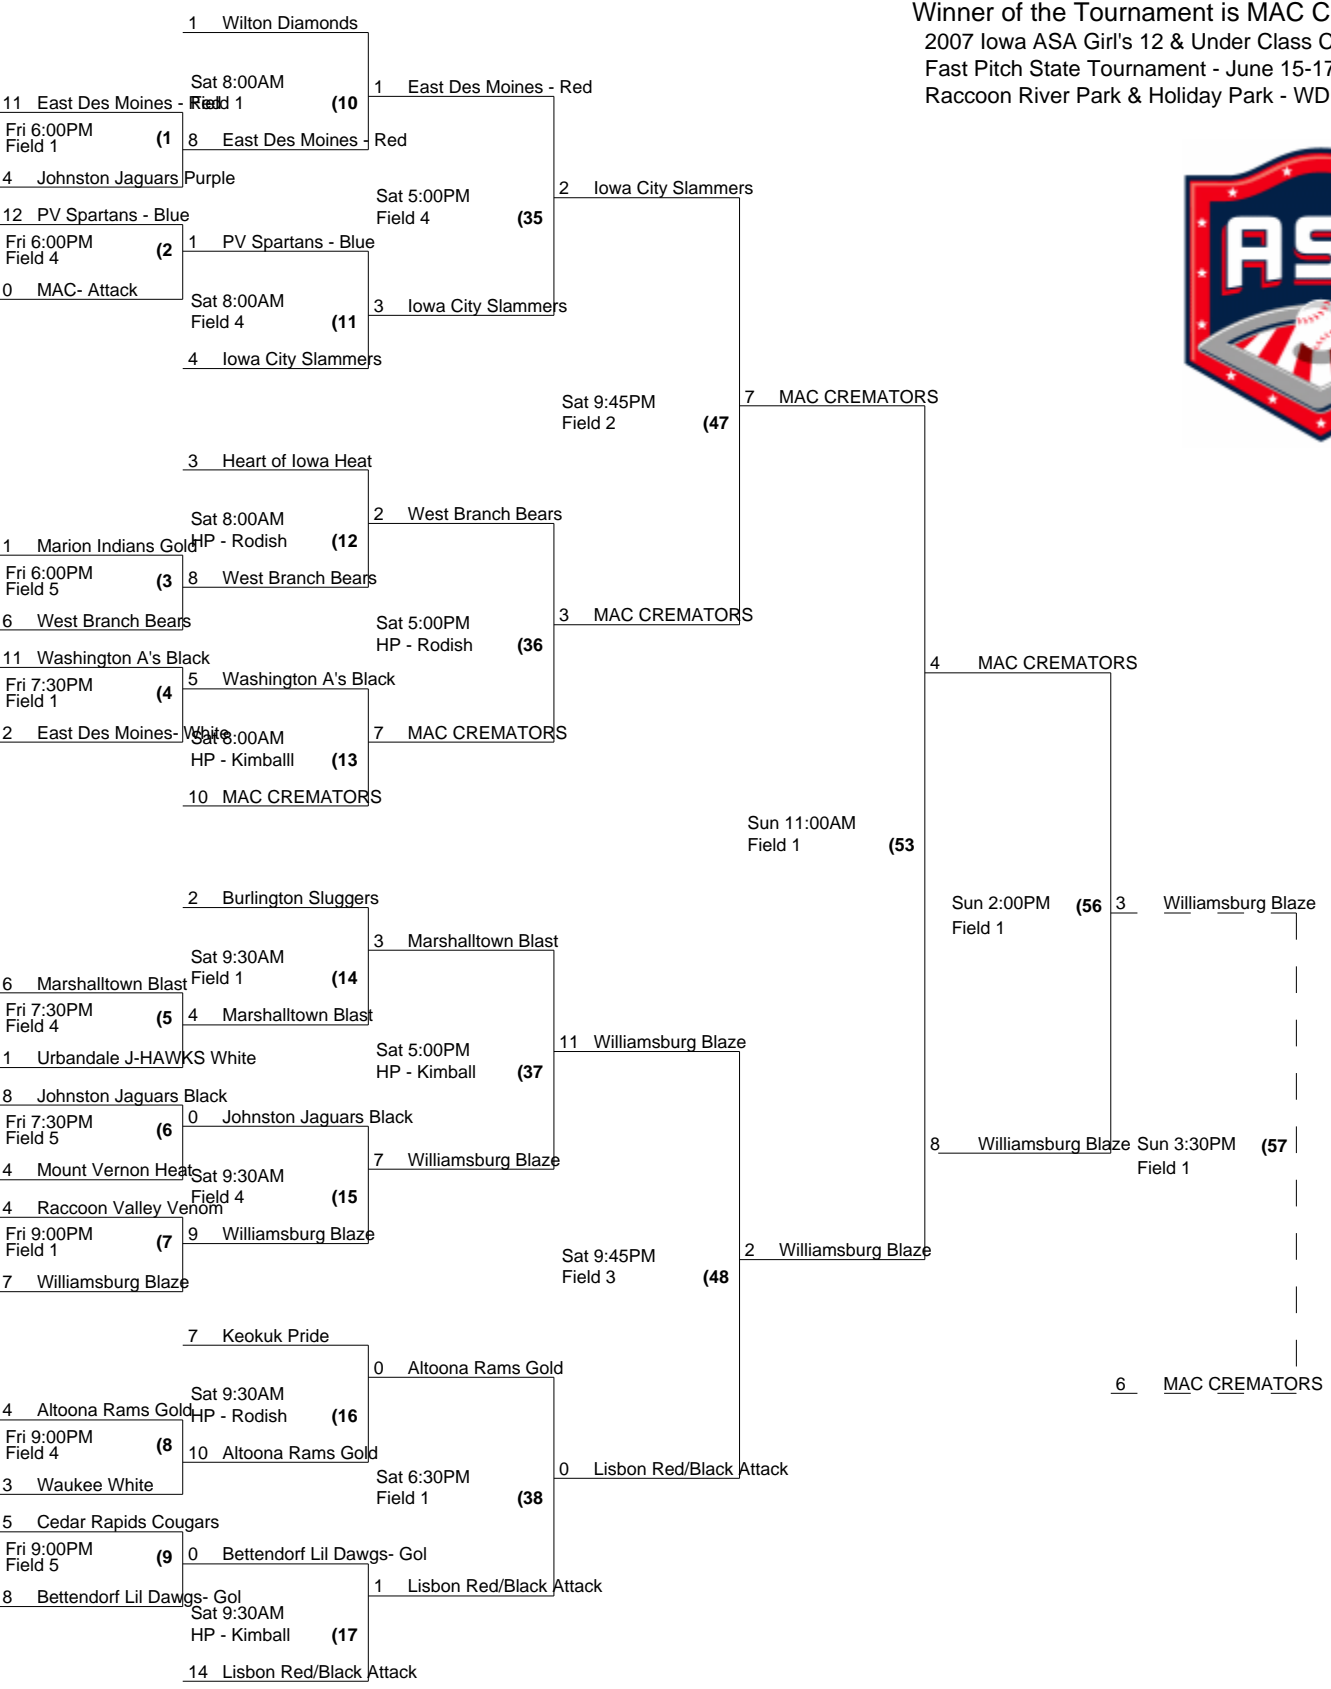 Winner of the Tournament is MAC C
2007 Iowa ASA Girl's 12 & Under Class C
Fast Pitch State Tournament - June 15-17
Raccoon River Park & Holiday Park - WD
AS
1 Wilton Diamonds
Sat 8:00AM
Field 1 (10
1 East Des Moines - Red
11 East Des Moines - Red
Fri 6:00PM
Field 1 (1
8 East Des Moines - Red
4 Johnston Jaguars Purple
Sat 5:00PM
Field 4 (35
2 Iowa City Slammers
12 PV Spartans - Blue
Fri 6:00PM
Field 4 (2
1 PV Spartans - Blue
0 MAC- Attack
Sat 8:00AM
Field 4 (11
3 Iowa City Slammers
4 Iowa City Slammers
Sat 9:45PM
Field 2 (47
7 MAC CREMATORS
3 Heart of Iowa Heat
Sat 8:00AM
HP - Rodish (12
2 West Branch Bears
1 Marion Indians Gold
Fri 6:00PM
Field 5 (3
8 West Branch Bears
6 West Branch Bears
Sat 5:00PM
HP - Rodish (36
3 MAC CREMATORS
11 Washington A's Black
Fri 7:30PM
Field 1 (4
5 Washington A's Black
2 East Des Moines- White
Sat 8:00AM
HP - Kimballl (13
7 MAC CREMATORS
10 MAC CREMATORS
4 MAC CREMATORS
Sun 11:00AM
Field 1 (53
2 Burlington Sluggers
Sat 9:30AM
Field 1 (14
3 Marshalltown Blast
Sun 2:00PM (56
Field 1
3 Williamsburg Blaze
6 Marshalltown Blast
Fri 7:30PM
Field 4 (5
4 Marshalltown Blast
1 Urbandale J-HAWKS White
Sat 5:00PM
HP - Kimball (37
11 Williamsburg Blaze
8 Johnston Jaguars Black
Fri 7:30PM
Field 5 (6
0 Johnston Jaguars Black
4 Mount Vernon Heat
Sat 9:30AM
Field 4 (15
7 Williamsburg Blaze
8 Williamsburg Blaze
Sun 3:30PM (57
Field 1
4 Raccoon Valley Venom
Fri 9:00PM
Field 1 (7
9 Williamsburg Blaze
7 Williamsburg Blaze
Sat 9:45PM
Field 3 (48
2 Williamsburg Blaze
7 Keokuk Pride
Sat 9:30AM
HP - Rodish (16
0 Altoona Rams Gold
6 MAC CREMATORS
4 Altoona Rams Gold
Fri 9:00PM
Field 4 (8
10 Altoona Rams Gold
3 Waukee White
Sat 6:30PM
Field 1 (38
0 Lisbon Red/Black Attack
5 Cedar Rapids Cougars
Fri 9:00PM
Field 5 (9
0 Bettendorf Lil Dawgs- Gol
8 Bettendorf Lil Dawgs- Gol
Sat 9:30AM
HP - Kimball (17
1 Lisbon Red/Black Attack
14 Lisbon Red/Black Attack